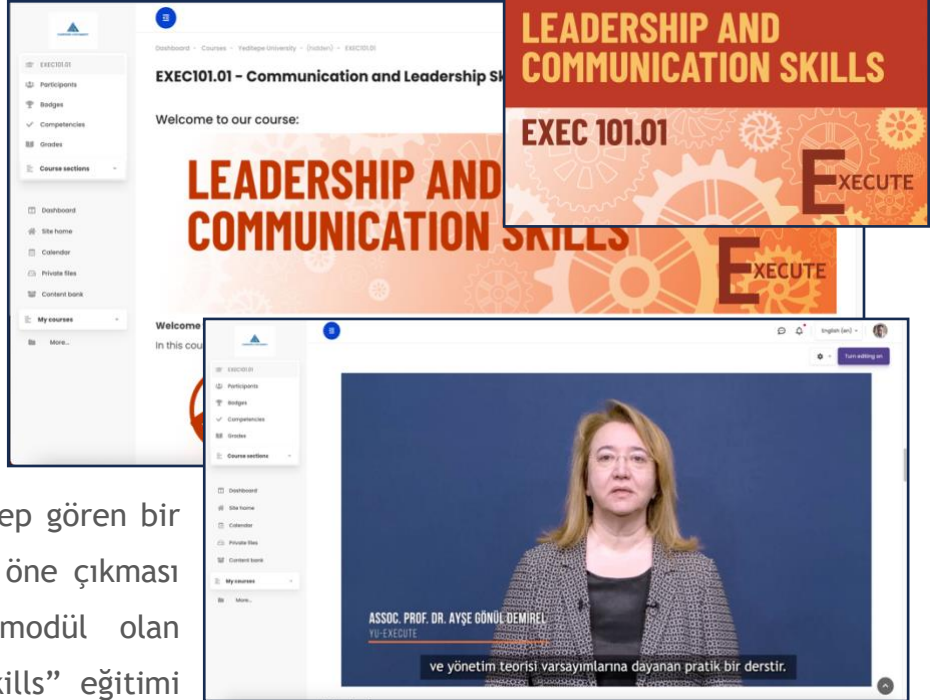 EXEC101.01
Participants
Badges
Competencies
Grades
Course sections
Dashboard
Site home
Calendar
Private files
Content bank
My courses
More...
Dashboard - Courses - Yeditepe University - (hidden) - EXEC101.01
EXEC101.01 - Communication and Leadership Sk
Welcome to our course:
LEADERSHIP AND
COMMUNICATION SKILLS
EXECUTE
Welcome
In this cou
LEADERSHIP AND
COMMUNICATION SKILLS
EXEC 101.01
EXECUTE
English (en)
Turn editing on
EXEC101.01
Participants
Badges
Competencies
Grades
Course sections
Dashboard
Site home
Calendar
Private files
Content bank
My courses
More...
ASSOC. PROF. DR. AYŞE GÖNÜL DEMIREL
YU-EXECUTE
ve yönetim teorisi varsayımlarına dayanan pratik bir derstir.
ep gören bir
öne çıkması
modül olan
kills” eğitimi